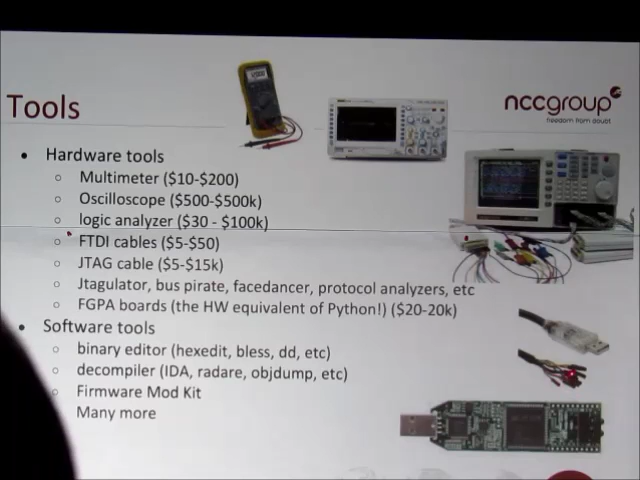 Tools
nccgroup
freedom from doubt
Hardware tools
Multimeter ($10-$200)
Oscilloscope ($500-$500k)
logic analyzer ($30 - $100k)
FTDI cables ($5-$50)
JTAG cable ($5-$15k)
Jtagulator, bus pirate, facedancer, protocol analyzers, etc
FGPA boards (the HW equivalent of Python!) ($20-20k)
Software tools
binary editor (hexedit, bless, dd, etc)
decompiler (IDA, radare, objdump, etc)
Firmware Mod Kit
Many more